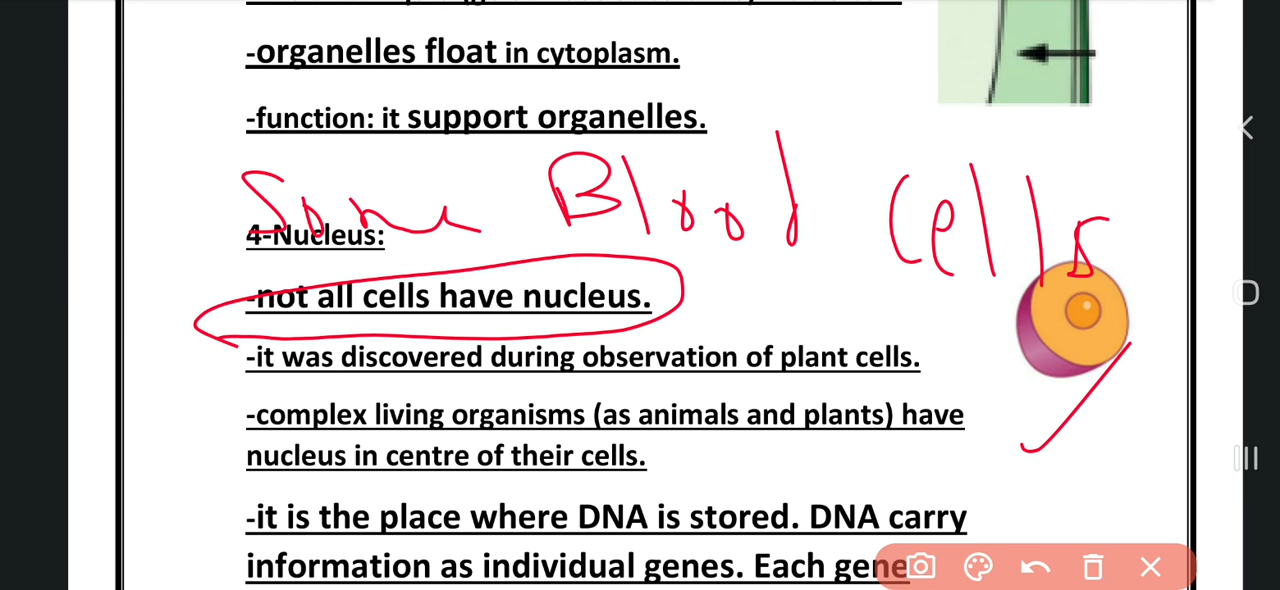 -organelles float in cytoplasm.
-function: it support organelles.
Some Blood Cells
4-Nucleus:
-not all cells have nucleus.
-it was discovered during observation of plant cells.
-complex living organisms (as animals and plants) have
nucleus in centre of their cells.
-it is the place where DNA is stored. DNA carry
information as individual genes. Each gene